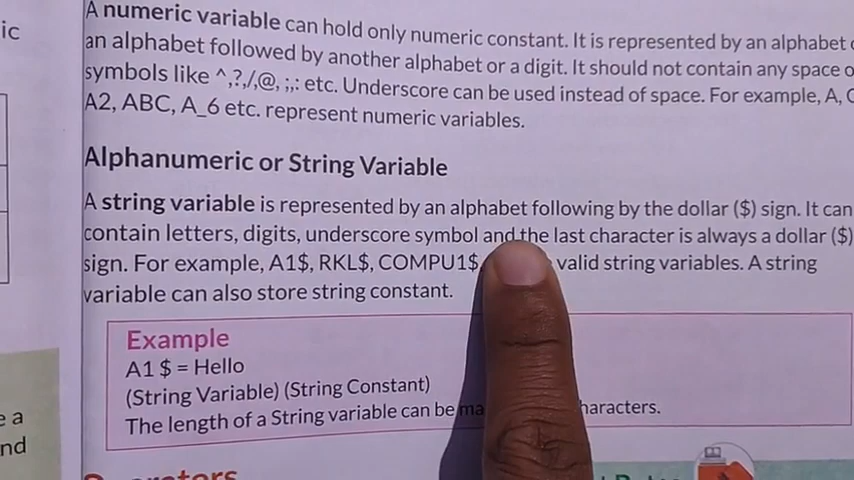 ic
A numeric variable can hold only numeric constant. It is represented by an alphabet
an alphabet followed by another alphabet or a digit. It should not contain any space o
symbols like ^,?,/,@, ;,: etc. Underscore can be used instead of space. For example, A,
A2, ABC, A_6 etc. represent numeric variables.
Alphanumeric or String Variable
A string variable is represented by an alphabet following by the dollar ($) sign. It can
contain letters, digits, underscore symbol and the last character is always a dollar ($)
sign. For example, A1$, RKL$, COMPU1$, valid string variables. A string
variable can also store string constant.
Example
A1 $ = Hello
(String Variable) (String Constant)
The length of a String variable can be ma haracters.
e a
nd